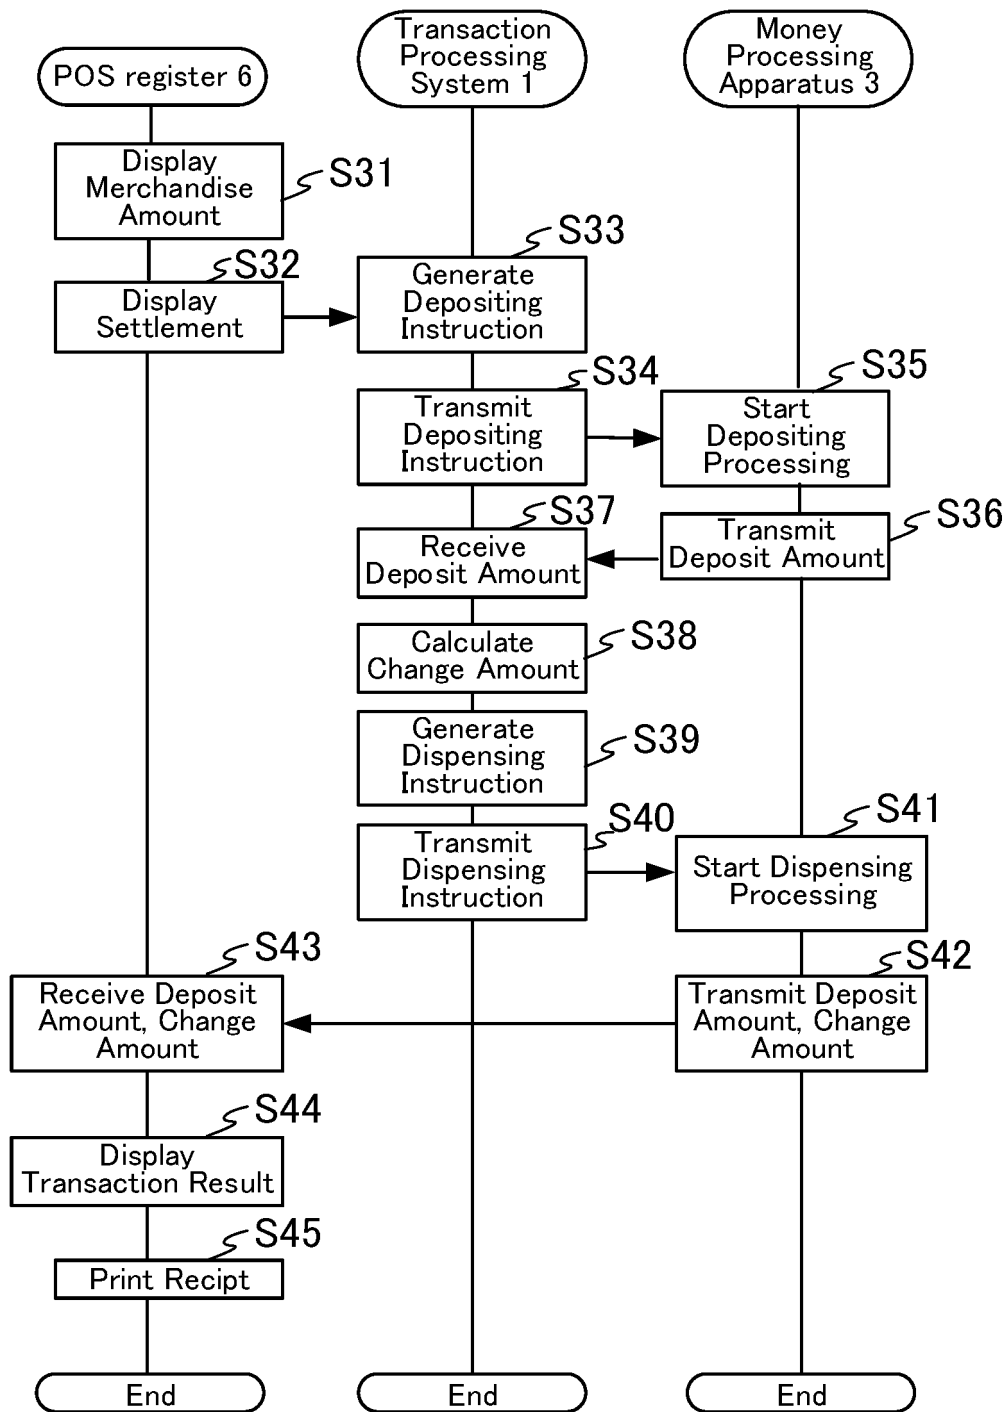 POS register 6
Transaction
Processing
System 1
Money
Processing
Apparatus 3
Display
Merchandise
Amount
S31
Display
Settlement
S32
Generate
Depositing
Instruction
S33
Transmit
Depositing
Instruction
S34
Start
Depositing
Processing
S35
Transmit
Deposit Amount
S36
Receive
Deposit Amount
S37
Calculate
Change Amount
S38
Generate
Dispensing
Instruction
S39
Transmit
Dispensing
Instruction
S40
Start Dispensing
Processing
S41
Transmit Deposit
Amount, Change
Amount
S42
Receive Deposit
Amount, Change
Amount
S43
Display
Transaction Result
S44
Print Recipt
S45
End
End
End